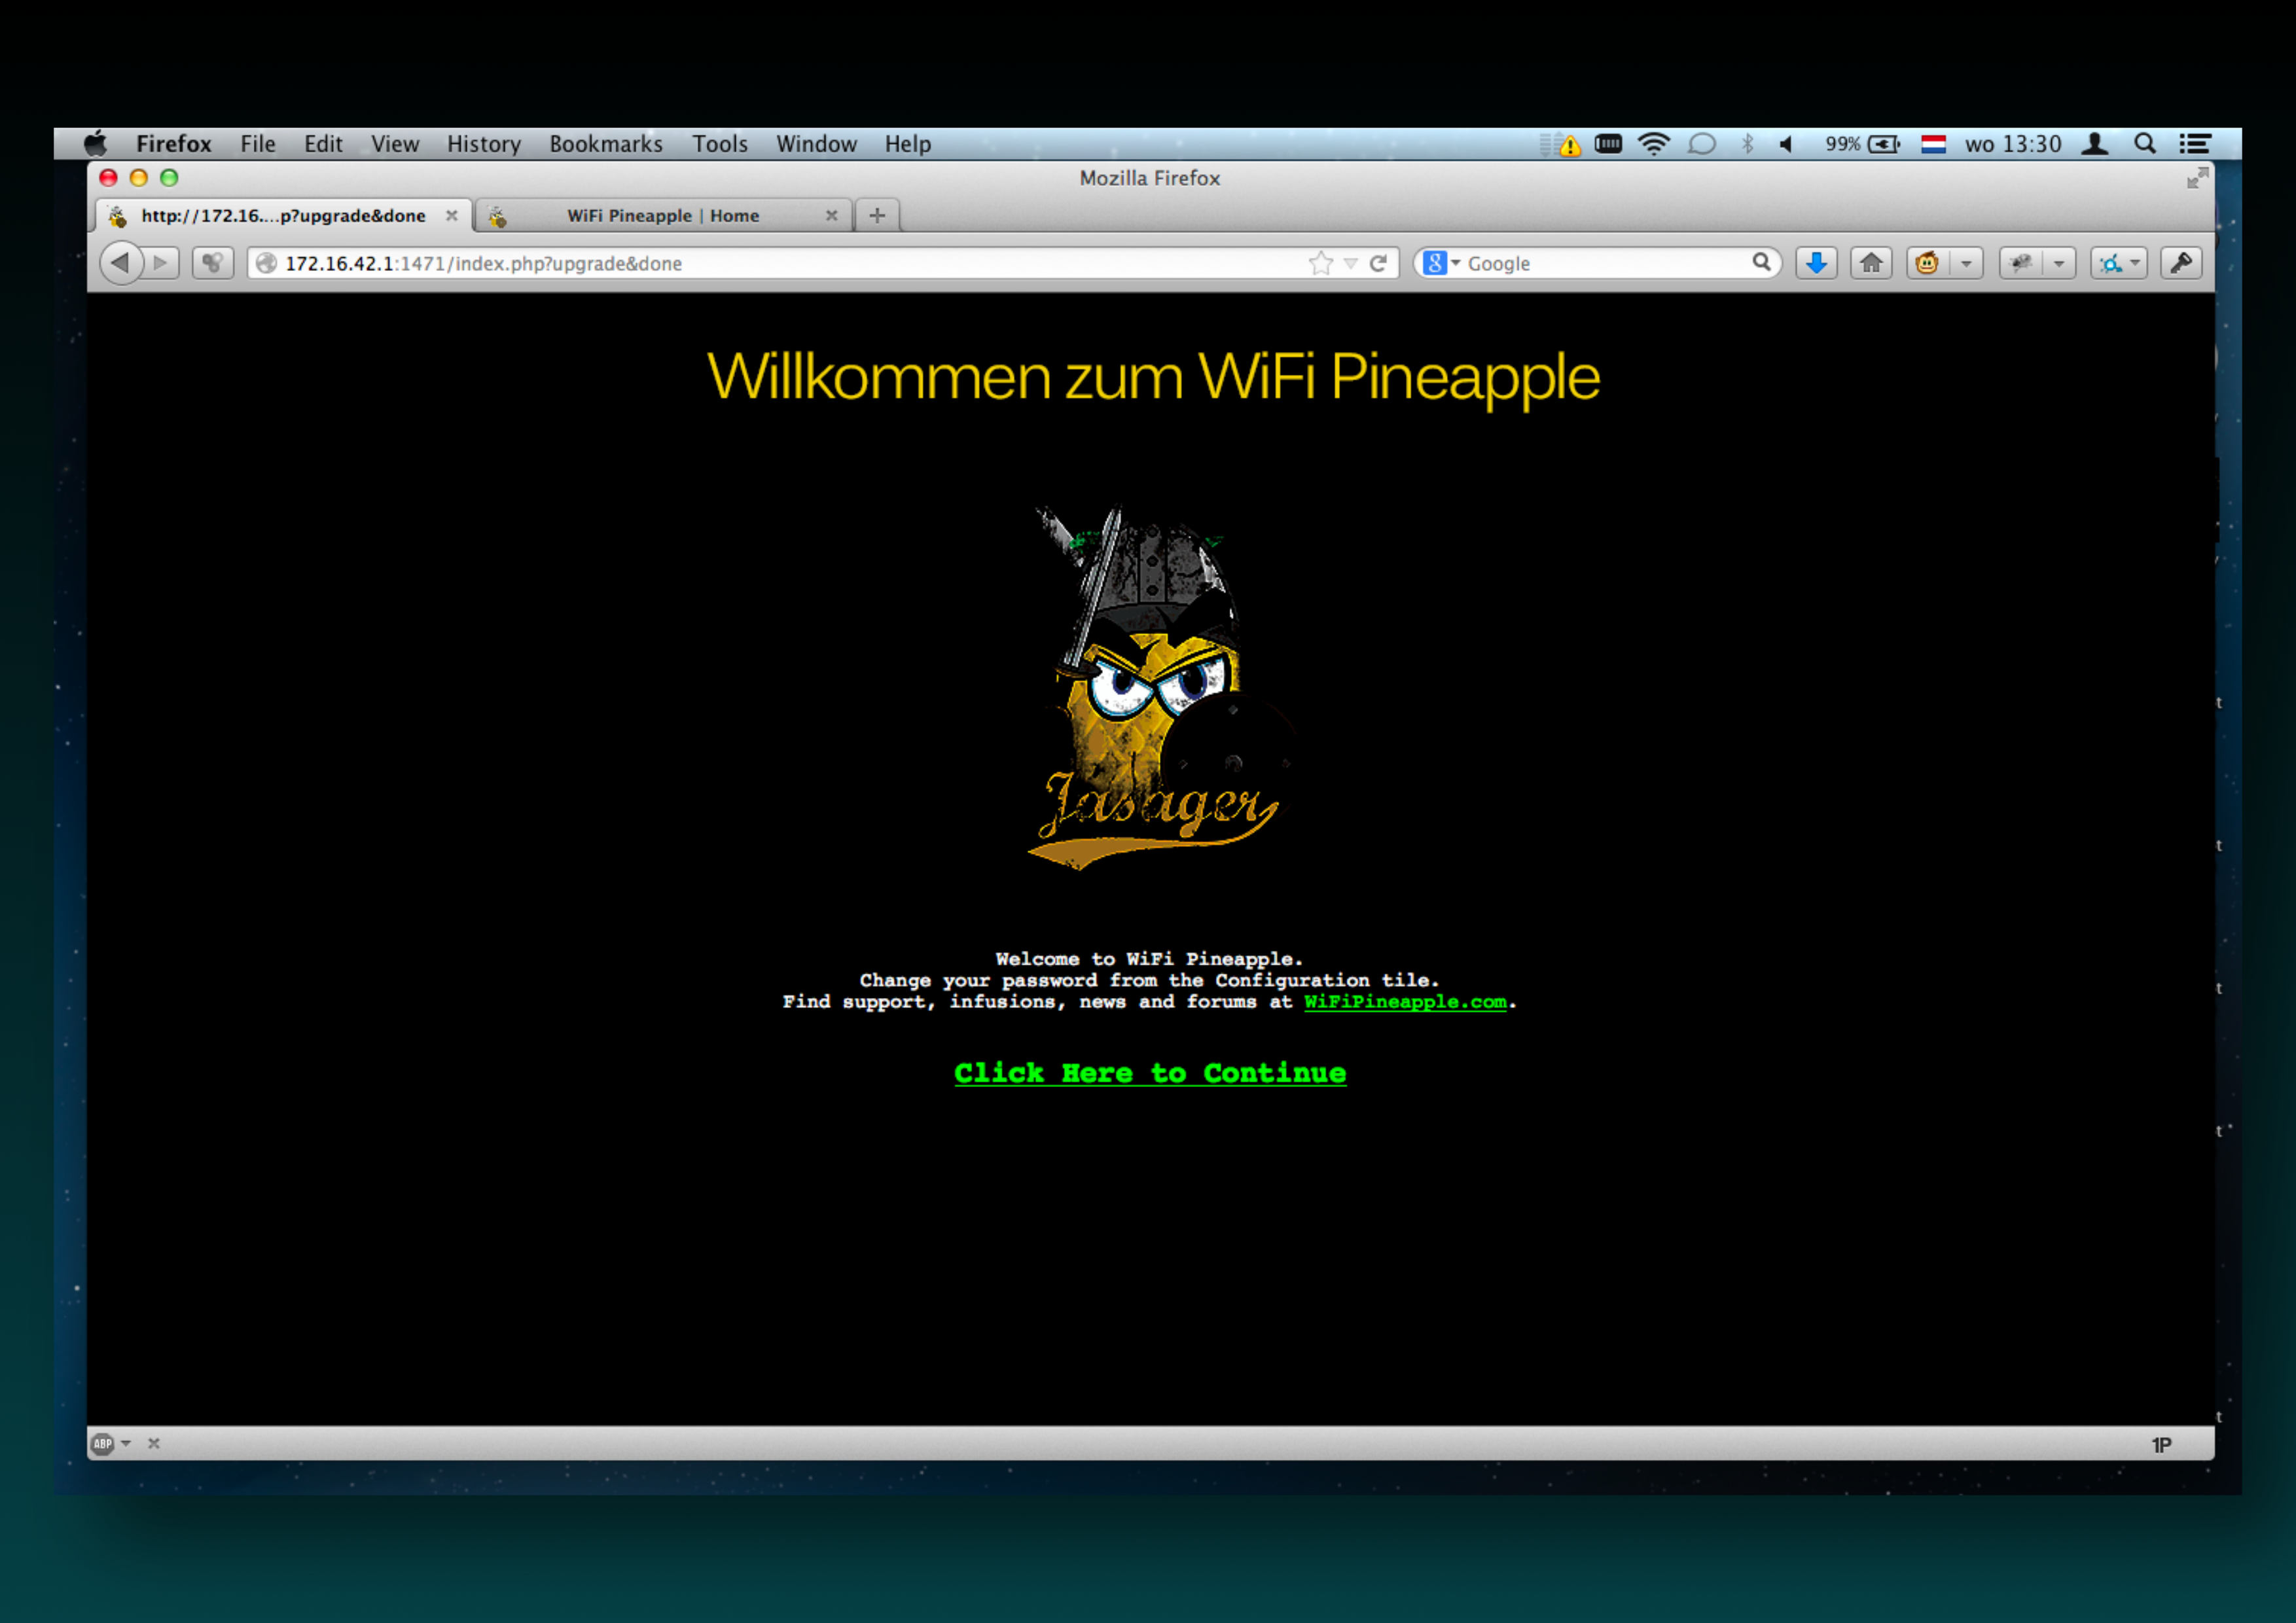 Firefox File Edit View History Bookmarks Tools Window Help 99% wo 13:30
Mozilla Firefox
http://172.16....p?upgrade&done WiFi Pineapple | Home
172.16.42.1:1471/index.php?upgrade&done Google
Willkommen zum WiFi Pineapple
Jasager
Welcome to WiFi Pineapple.
Change your password from the Configuration tile.
Find support, infusions, news and forums at WiFiPineapple.com.
Click Here to Continue
ABP 1P